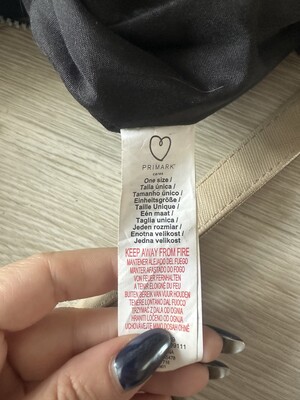 PRIMARK
cares
One size /
Talla única /
Tamanho único /
Einheitsgröße /
Taille Unique /
Eén maat /
Taglia unica /
Jeden rozmiar /
Enotna velikost /
Jedna velikost
KEEP AWAY FROM FIRE
MANTENER ALEJADO DEL FUEGO
MANTER AFASTADO DO FOGO
VON FEUER FERNHALTEN
A TENIR ÉLOIGNÉ DU FEU
BUITEN BEREIK VAN VUUR HOUDEN
TENERE LONTANO DAL FUOCO
TRZYMAĆ Z DALA OD OGNIA
HRANITI LOČENO OD OGNJA
UCHOVÁVEJTE MIMO DOSAH OHNĚ